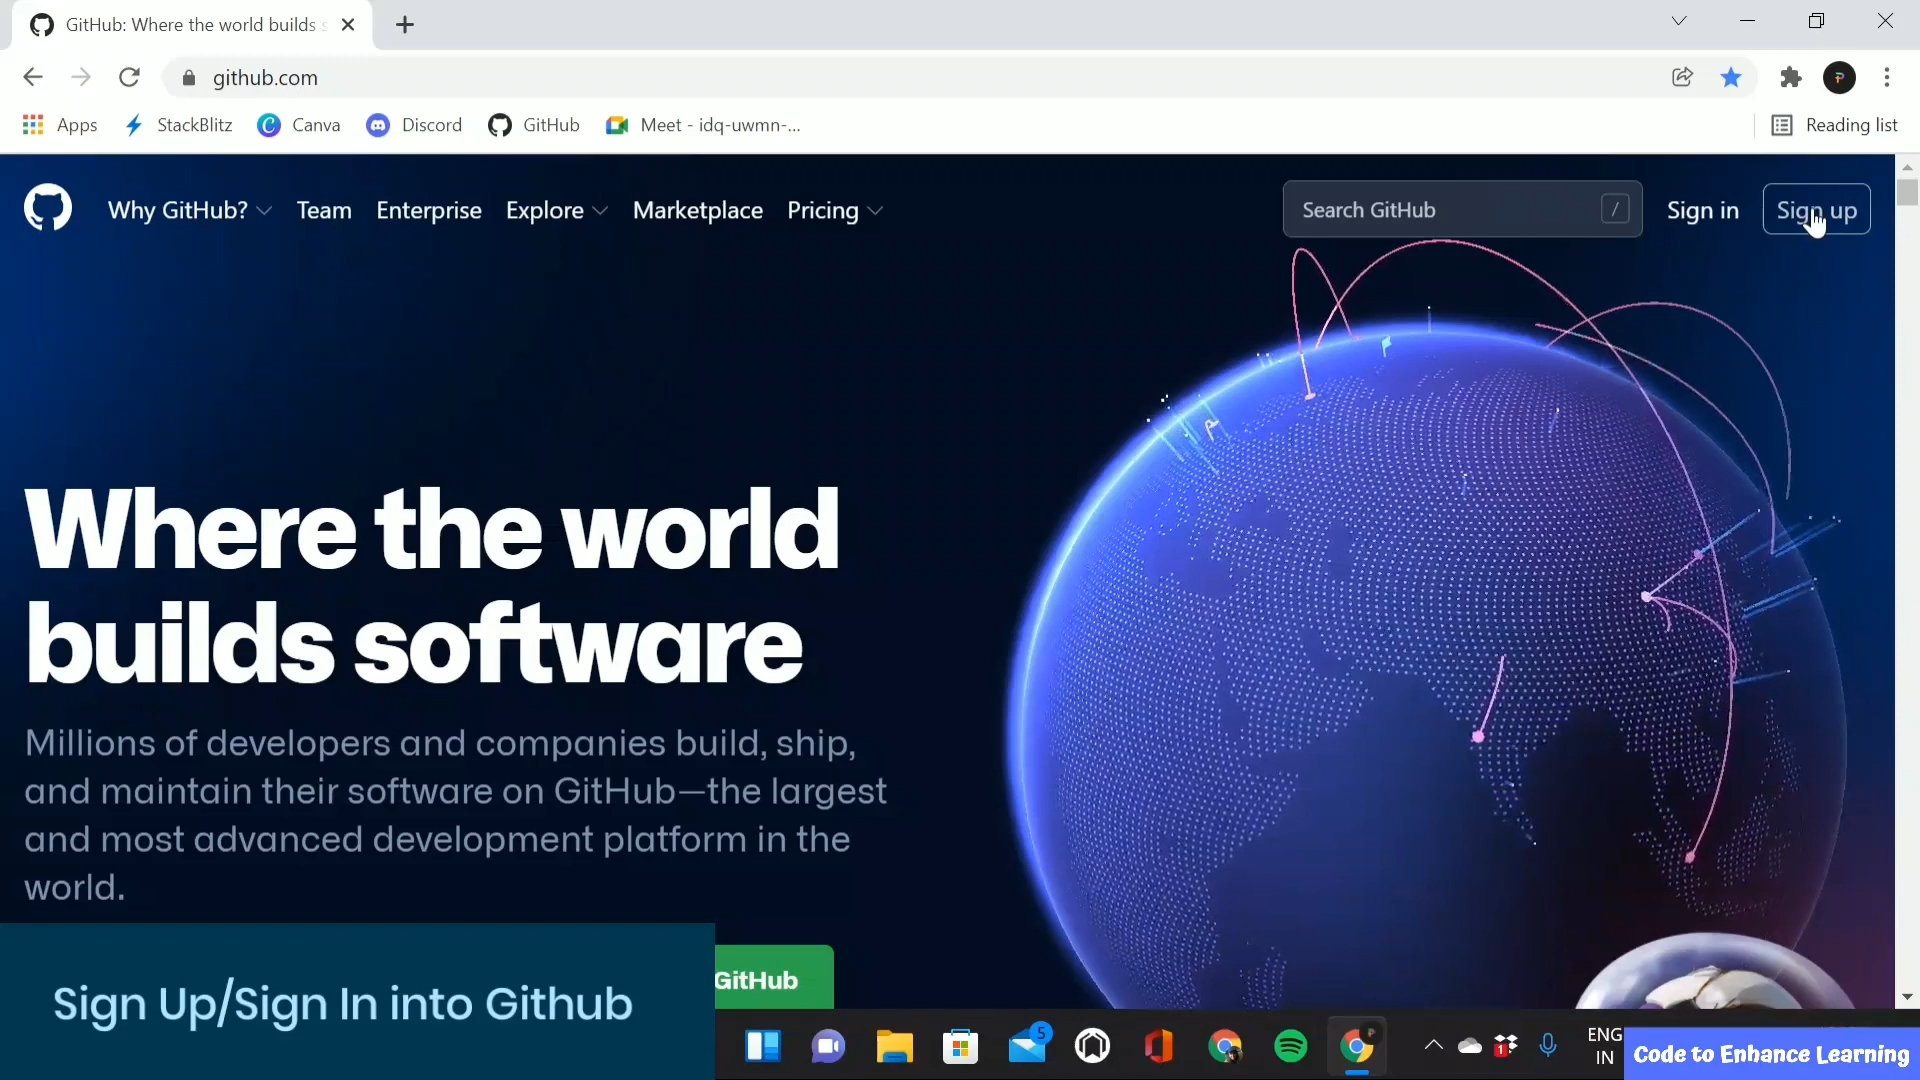 GitHub: Where the world builds s
github.com
Apps StackBlitz Canva Discord GitHub Meet - idq-uwmn-... Reading list
Why GitHub? Team Enterprise Explore Marketplace Pricing Search GitHub / Sign in Sign up
Where the world
builds software
Millions of developers and companies build, ship,
and maintain their software on GitHub—the largest
and most advanced development platform in the
world.
GitHub
Sign Up/Sign In into Github
5
1
ENG
IN
Code to Enhance Learning